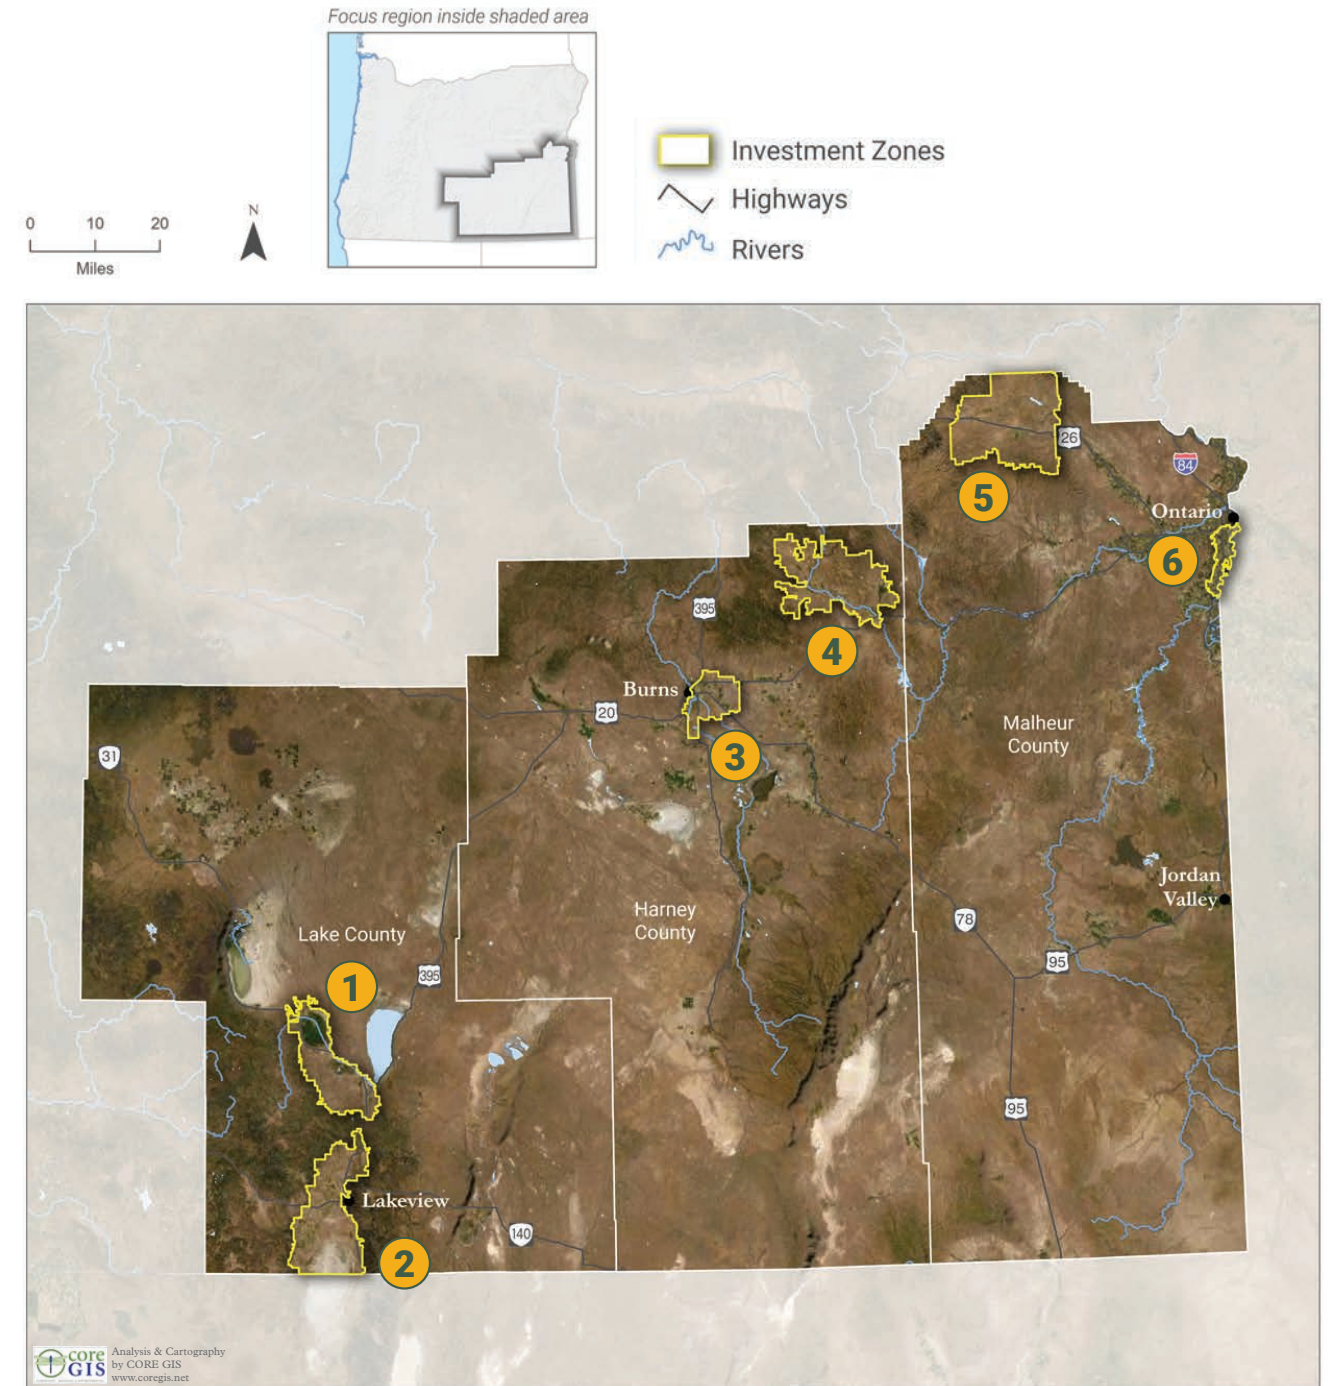 Focus region inside shaded area
Investment Zones
Highways
Rivers
0 10 20
Miles
N
26
84
5
Ontario
6
395
4
Burns
20
3
Malheur
County
31
Jordan
Valley
78
Harney
County
Lake County
95
395
1
95
Lakeview
140
2
core
GIS
Analysis & Cartography
by CORE GIS
www.coregis.net